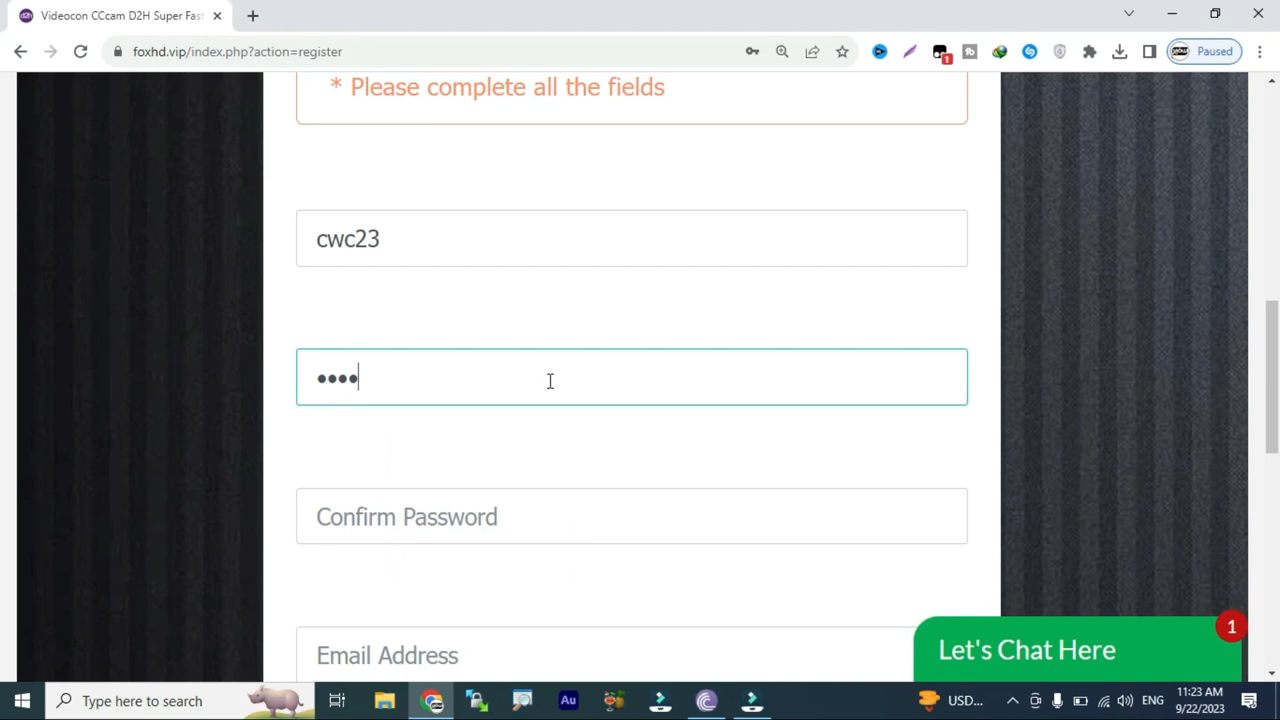 Videocon CCcam D2H Super Fast
foxhd.vip/index.php?action=register
1
Paused
* Please complete all the fields
cwc23
••••
Confirm Password
Email Address
1
Let's Chat Here
Type here to search
Au
USD...
ENG
11:23 AM
9/22/2023